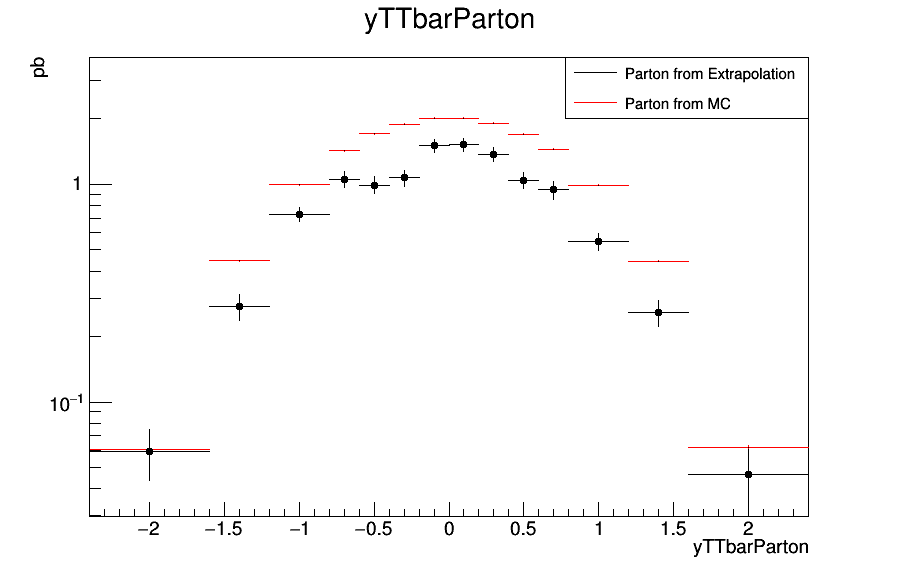 yTTbarParton
pb
Parton from Extrapolation
Parton from MC
1
10⁻¹
−2 −1.5 −1 −0.5 0 0.5 1 1.5 2
yTTbarParton